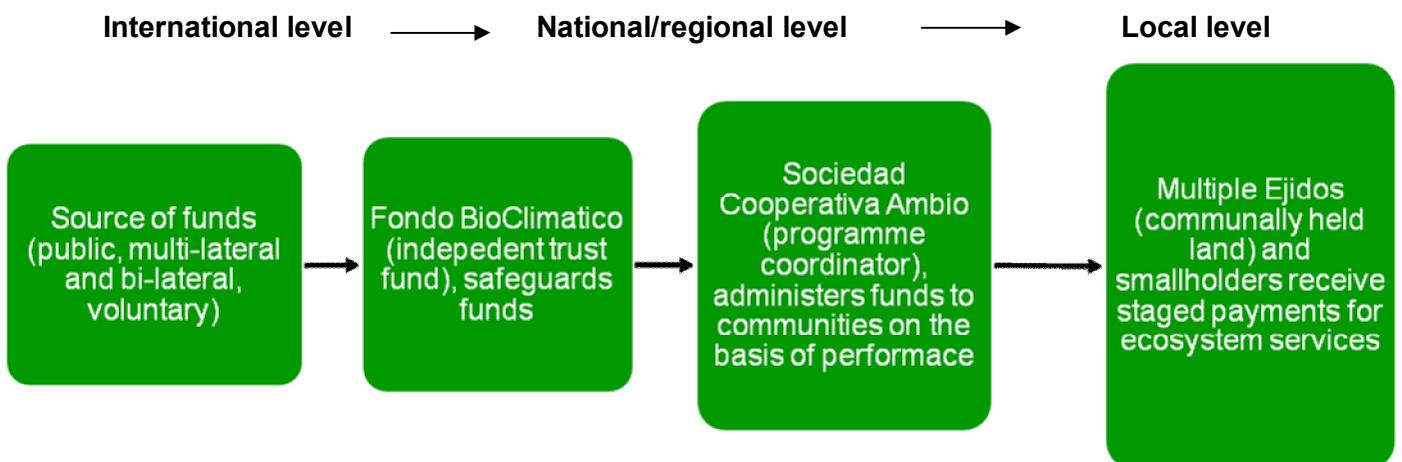 International level
National/regional level
Local level
Source of funds
(public, multi-lateral
and bi-lateral,
voluntary)
Fondo BioClimatico
(indepedent trust
fund), safeguards
funds
Sociedad
Cooperativa Ambio
(programme
coordinator),
administers funds to
communities on the
basis of performace
Multiple Ejidos
(communally held
land) and
smallholders receive
staged payments for
ecosystem services